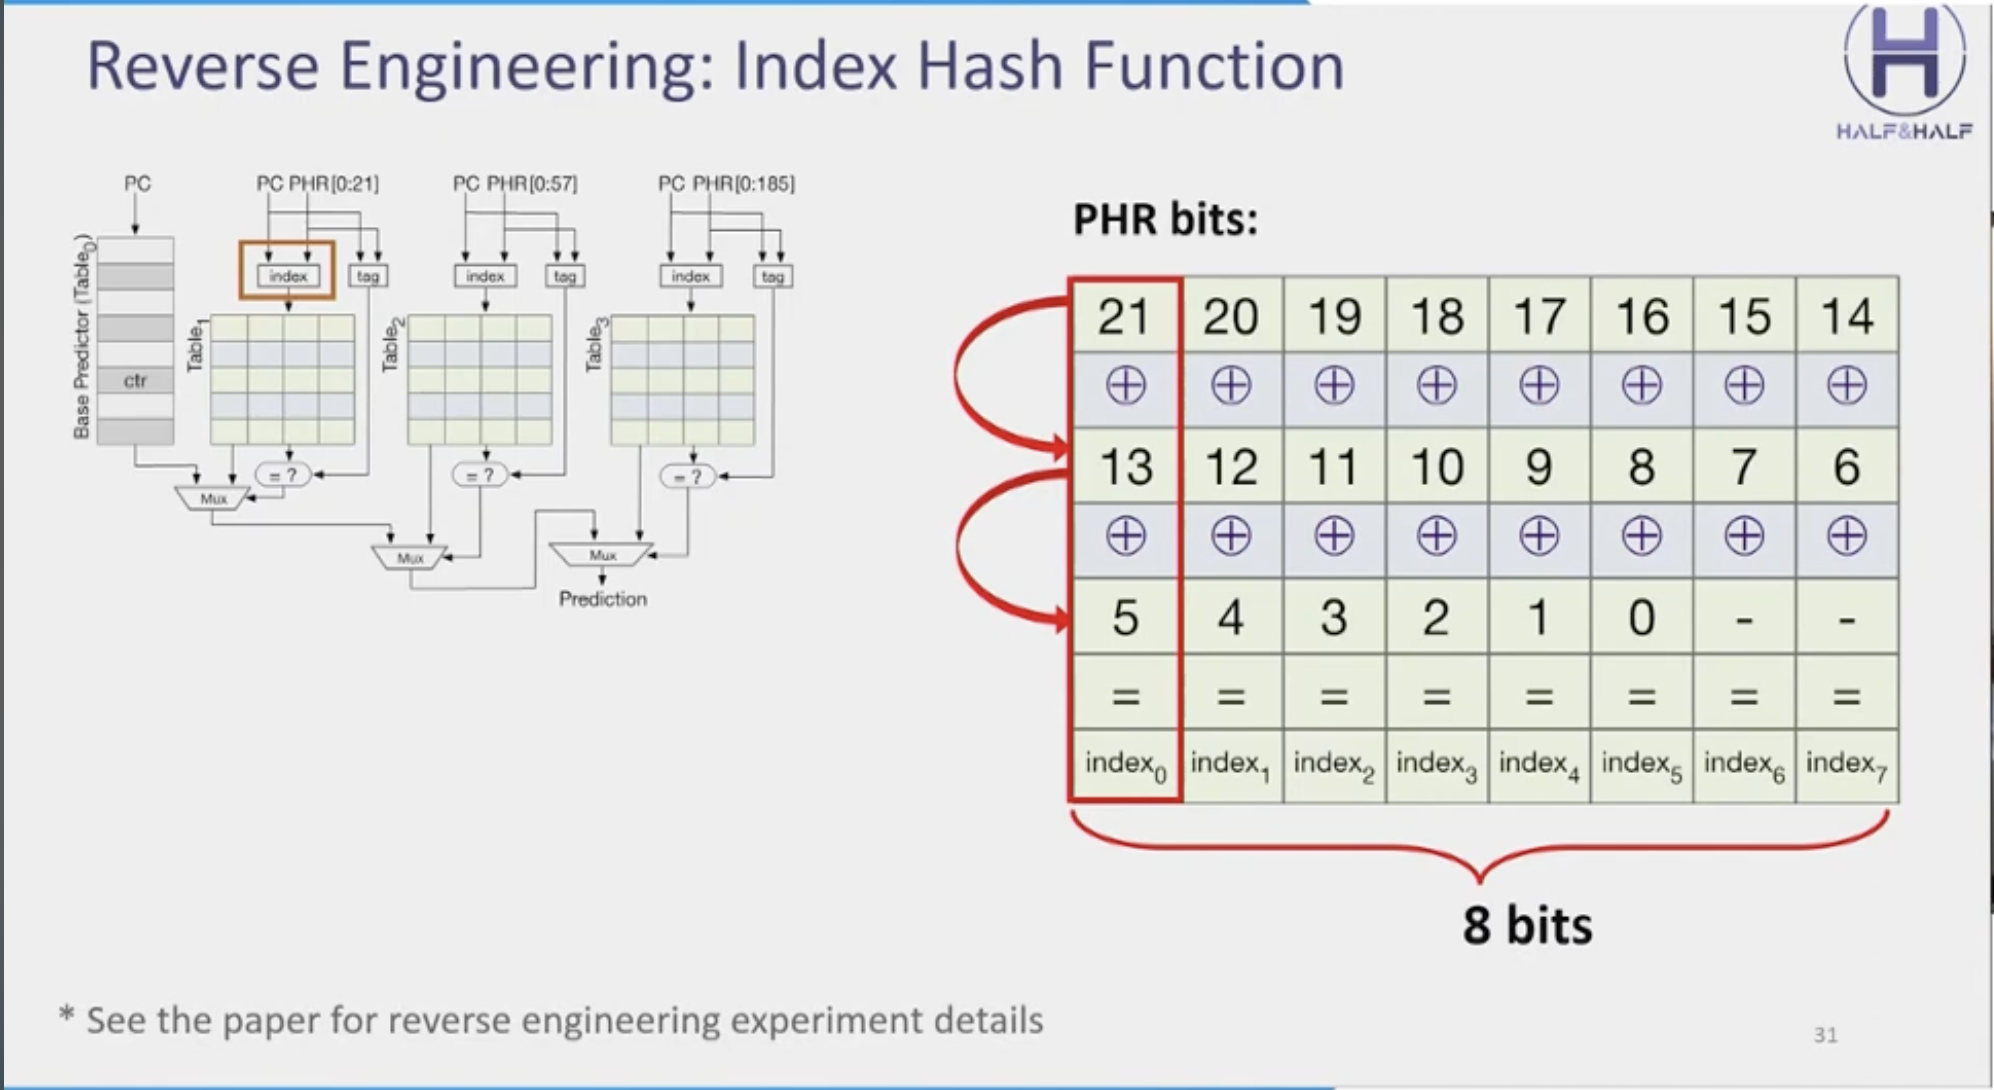 Reverse Engineering: Index Hash Function
HALF&HALF
PC
PC PHR[0:21]
PC PHR[0:57]
PC PHR[0:185]
index
tag
index
tag
index
tag
Base Predictor (Table0)
ctr
Table1
Table2
Table3
= ?
= ?
= ?
Mux
Mux
Mux
Prediction
PHR bits:
21 20 19 18 17 16 15 14
⊕ ⊕ ⊕ ⊕ ⊕ ⊕ ⊕ ⊕
13 12 11 10 9 8 7 6
⊕ ⊕ ⊕ ⊕ ⊕ ⊕ ⊕ ⊕
5 4 3 2 1 0 - -
= = = = = = = =
index0 index1 index2 index3 index4 index5 index6 index7
8 bits
* See the paper for reverse engineering experiment details
31